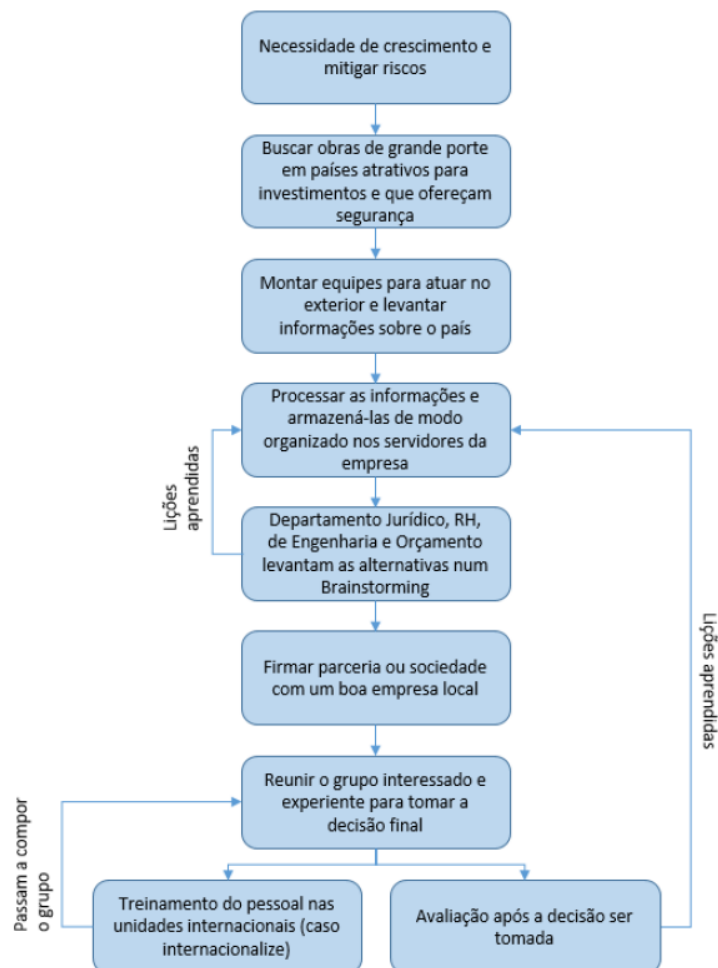 Necessidade de crescimento e
mitigar riscos
Buscar obras de grande porte
em países atrativos para
investimentos e que ofereçam
segurança
Montar equipes para atuar no
exterior e levantar
informações sobre o país
Processar as informações e
armazená-las de modo
organizado nos servidores da
empresa
Lições
aprendidas
Departamento Jurídico, RH,
de Engenharia e Orçamento
levantam as alternativas num
Brainstorming
Firmar parceria ou sociedade
com um boa empresa local
Lições aprendidas
Reunir o grupo interessado e
experiente para tomar a
decisão final
Passam a compor
o grupo
Treinamento do pessoal nas
unidades internacionais (caso
internacionalize)
Avaliação após a decisão ser
tomada